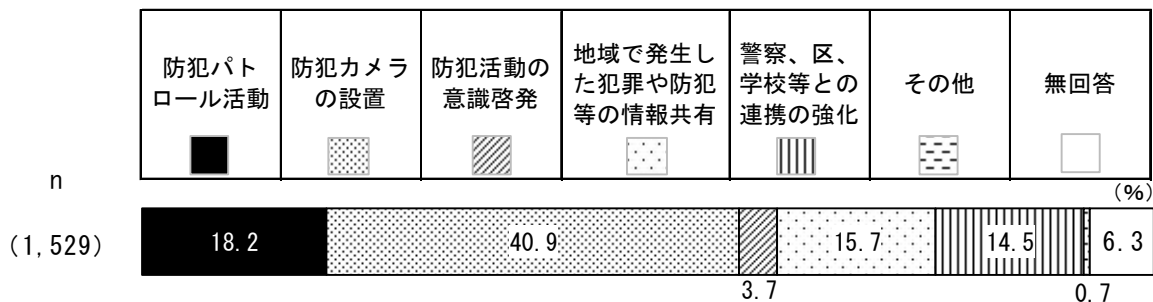 防犯パト
ロール活動
防犯カメラ
の設置
防犯活動の
意識啓発
地域で発生し
た犯罪や防犯
等の情報共有
警察、区、
学校等との
連携の強化
その他
無回答
n
(%)
(1,529)
18.2
40.9
3.7
15.7
14.5
0.7
6.3